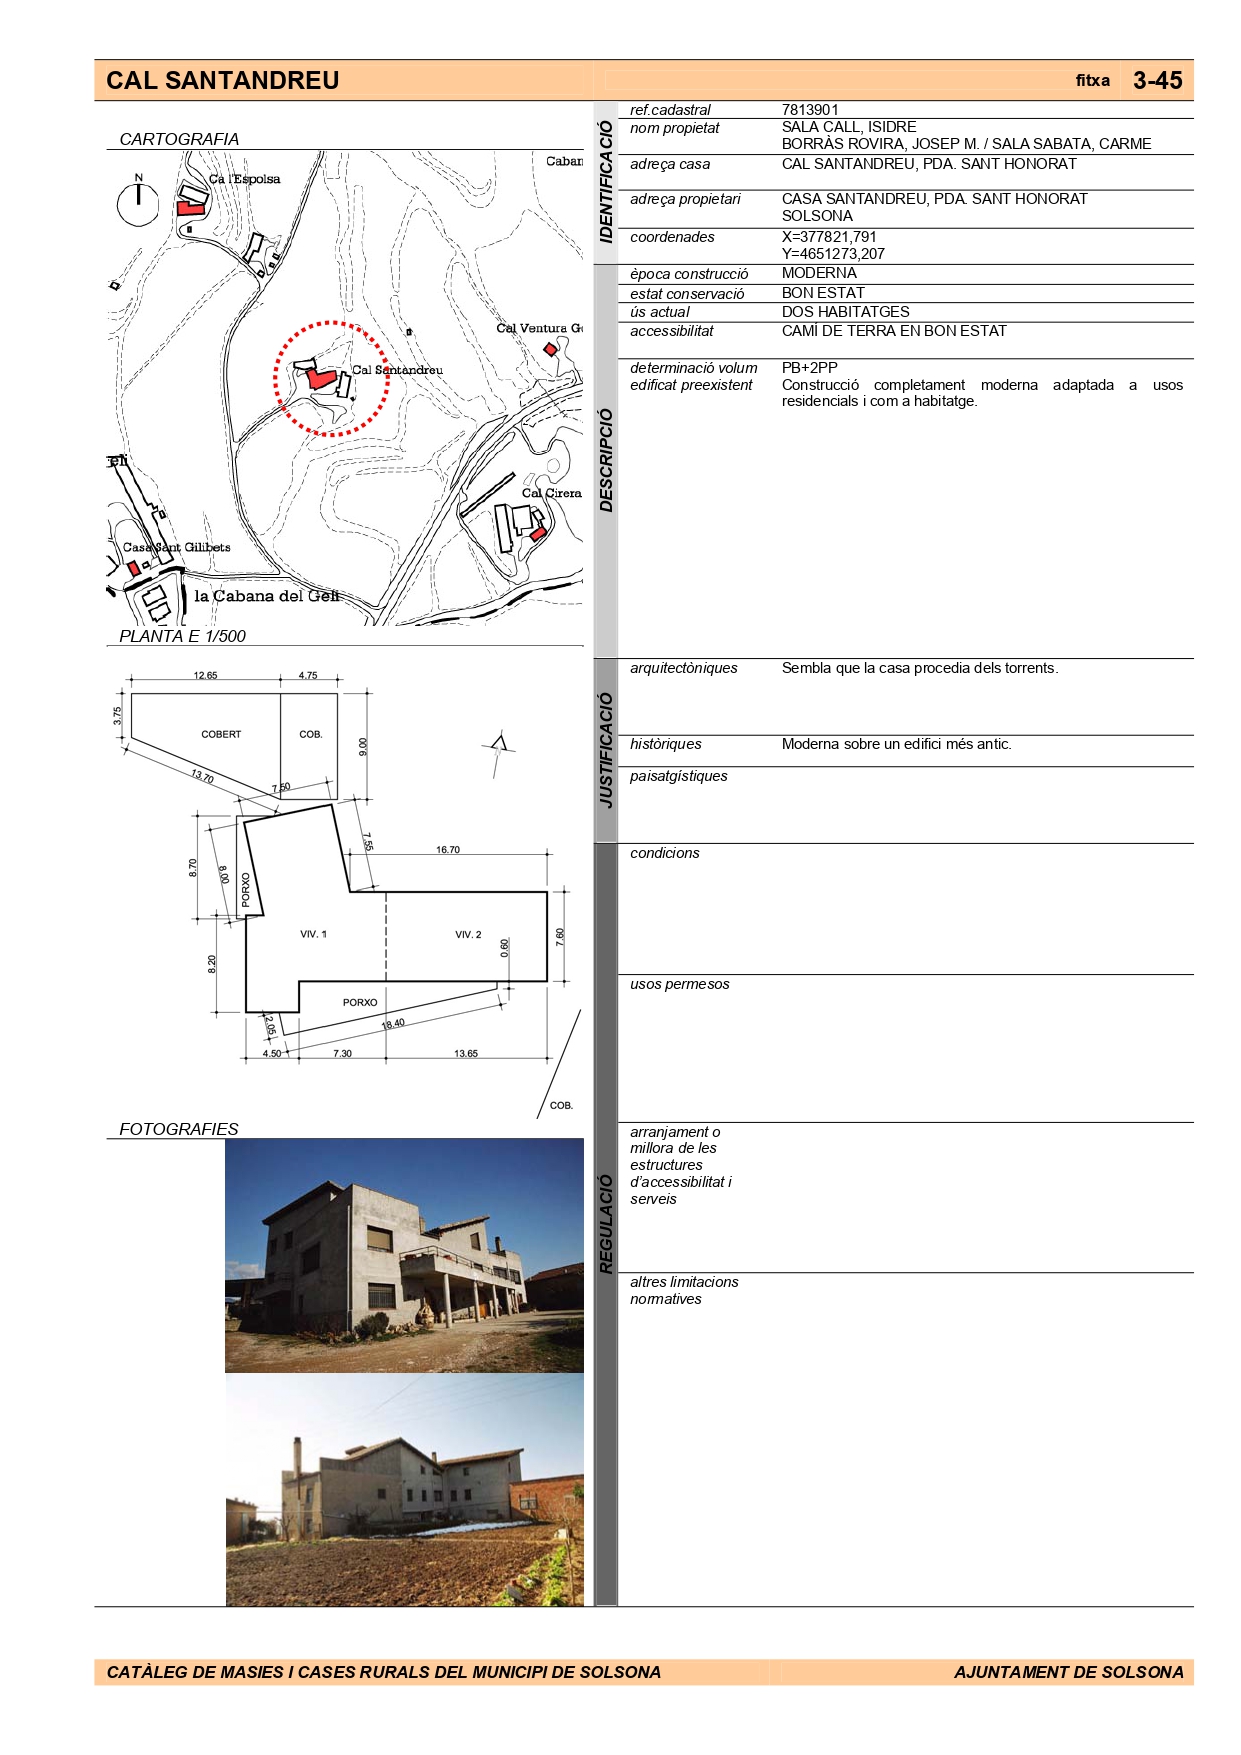 CAL SANTANDREU
fitxa 3-45
CARTOGRAFIA
N
Ca l'Espolsa
Caban
Cal Ventura Ge
Cal Santandreu
eli
Cal Cirera
Casa Sant Gilibets
la Cabana del Geli
PLANTA E 1/500
12.65 4.75
3.75
COBERT COB.
9.00
13.70
7.50
7.55
16.70
8.70
8.00
PORXO
VIV. 1 VIV. 2
0.60
7.60
8.20
PORXO
2.05
18.40
4.50 7.30 13.65
COB.
FOTOGRAFIES
IDENTIFICACIÓ
ref.cadastral 7813901
nom propietat SALA CALL, ISIDRE
BORRÀS ROVIRA, JOSEP M. / SALA SABATA, CARME
adreça casa CAL SANTANDREU, PDA. SANT HONORAT
adreça propietari CASA SANTANDREU, PDA. SANT HONORAT
SOLSONA
coordenades X=377821,791
Y=4651273,207
DESCRIPCIÓ
època construcció MODERNA
estat conservació BON ESTAT
ús actual DOS HABITATGES
accessibilitat CAMÍ DE TERRA EN BON ESTAT
determinació volum PB+2PP
edificat preexistent Construcció completament moderna adaptada a usos
residencials i com a habitatge.
JUSTIFICACIÓ
arquitectòniques Sembla que la casa procedia dels torrents.
històriques Moderna sobre un edifici més antic.
paisatgístiques
REGULACIÓ
condicions
usos permesos
arranjament o
millora de les
estructures
d'accessibilitat i
serveis
altres limitacions
normatives
CATÀLEG DE MASIES I CASES RURALS DEL MUNICIPI DE SOLSONA
AJUNTAMENT DE SOLSONA